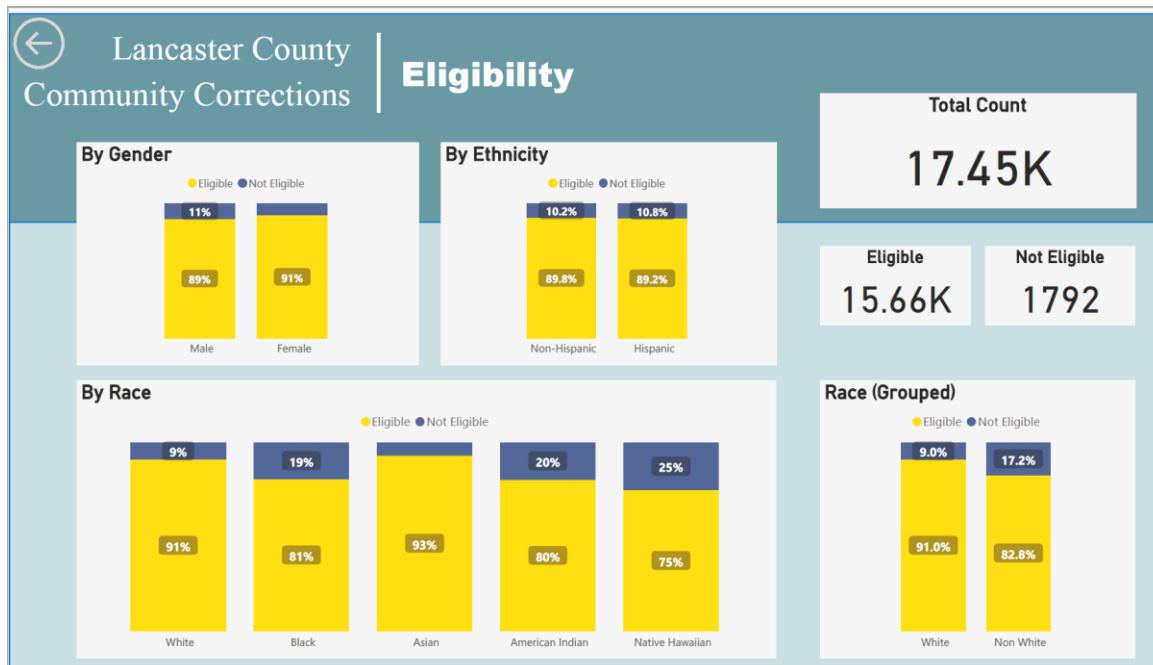 Lancaster County
Community Corrections
Eligibility
Total Count
17.45K
By Gender
Eligible Not Eligible
11%
89% 91%
Male Female
By Ethnicity
Eligible Not Eligible
10.2% 10.8%
89.8% 89.2%
Non-Hispanic Hispanic
Eligible
15.66K
Not Eligible
1792
By Race
Eligible Not Eligible
9% 19% 20% 25%
91% 81% 93% 80% 75%
White Black Asian American Indian Native Hawaiian
Race (Grouped)
Eligible Not Eligible
9.0% 17.2%
91.0% 82.8%
White Non White